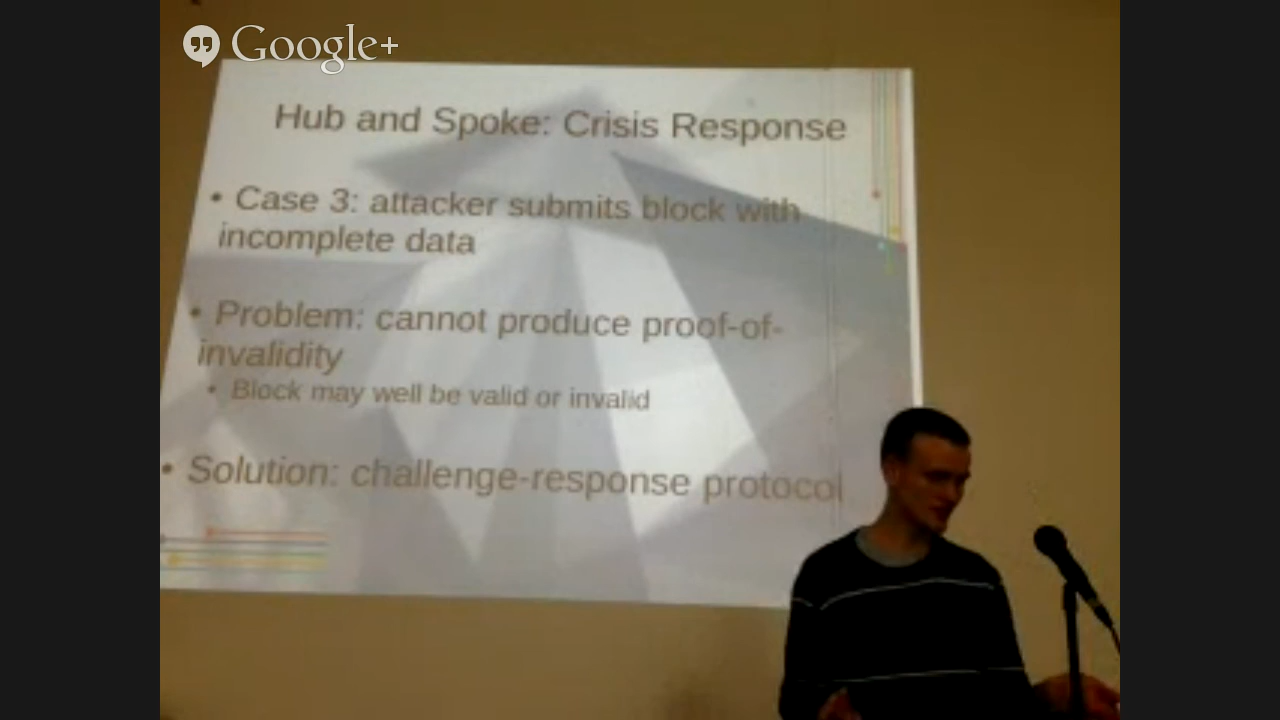 Google+
Hub and Spoke: Crisis Response
• Case 3: attacker submits block with
incomplete data
• Problem: cannot produce proof-of-
invalidity
• Block may well be valid or invalid
• Solution: challenge-response protocol